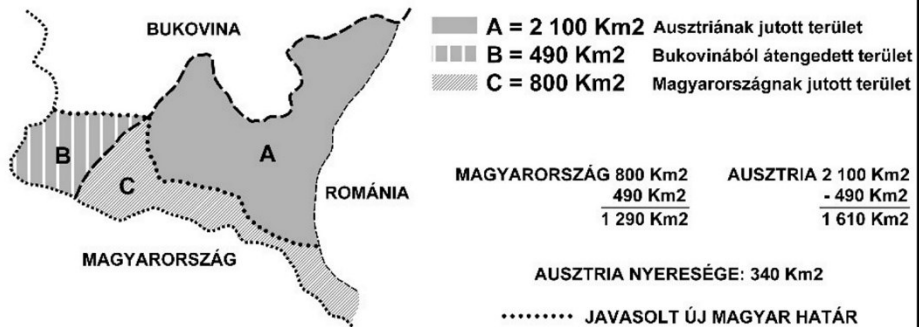 BUKOVINA
A
B
C
ROMÁNIA
MAGYARORSZÁG
A = 2 100 Km2 Ausztriának jutott terület
B = 490 Km2 Bukovinából átengedett terület
C = 800 Km2 Magyarországnak jutott terület
MAGYARORSZÁG 800 Km2
490 Km2
1 290 Km2
AUSZTRIA 2 100 Km2
- 490 Km2
1 610 Km2
AUSZTRIA NYERESÉGE: 340 Km2
JAVASOLT ÚJ MAGYAR HATÁR